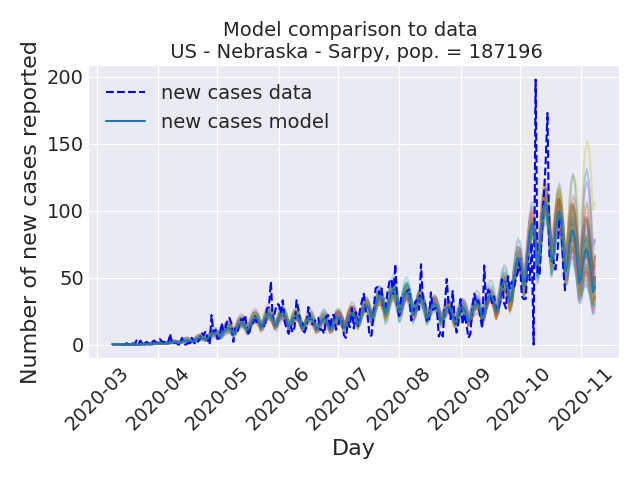 Model comparison to data
US - Nebraska - Sarpy, pop. = 187196
Number of new cases reported
200
150
100
50
0
new cases data
new cases model
2020-03
2020-04
2020-05
2020-06
2020-07
2020-08
2020-09
2020-10
2020-11
Day